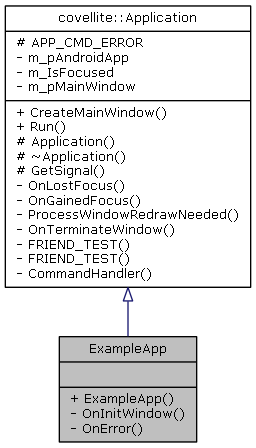 covellite::Application
# APP_CMD_ERROR
- m_pAndroidApp
- m_IsFocused
- m_pMainWindow
+ CreateMainWindow()
+ Run()
# Application()
# ~Application()
# GetSignal()
- OnLostFocus()
- OnGainedFocus()
- ProcessWindowRedrawNeeded()
- OnTerminateWindow()
- FRIEND_TEST()
- FRIEND_TEST()
- CommandHandler()
ExampleApp
+ ExampleApp()
- OnInitWindow()
- OnError()